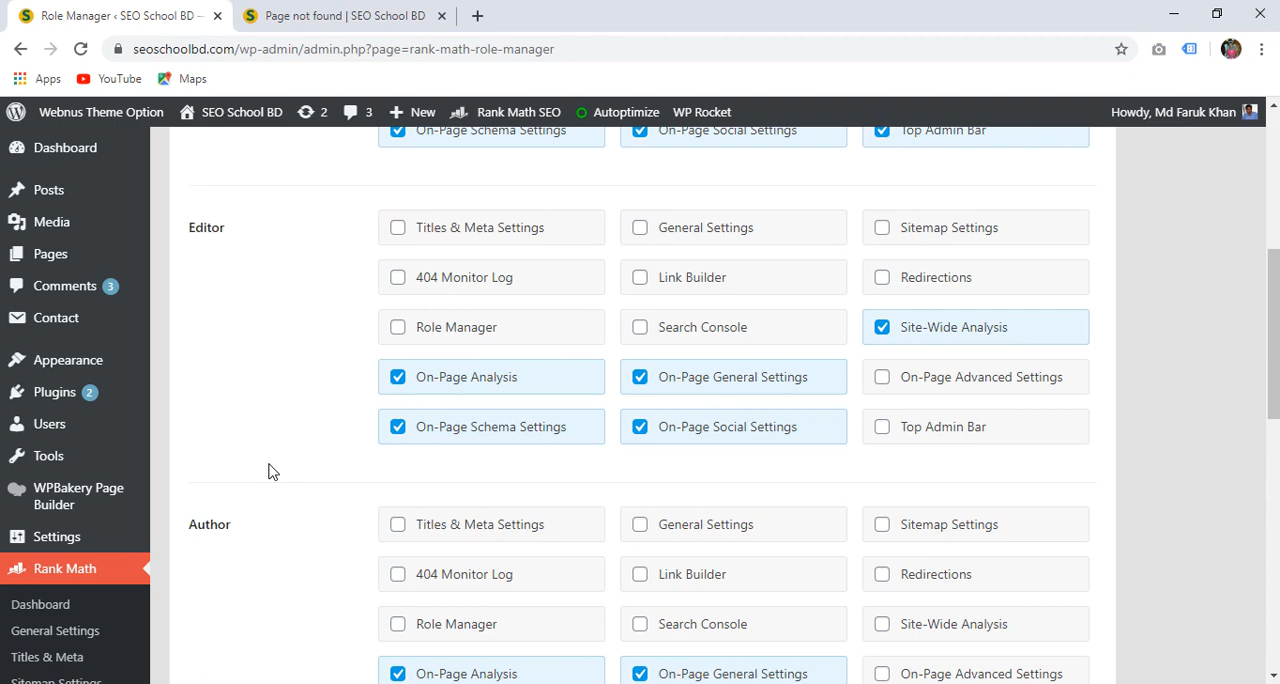 Role Manager ‹ SEO School BD —
Page not found | SEO School BD
seoschoolbd.com/wp-admin/admin.php?page=rank-math-role-manager
Apps YouTube Maps
Webnus Theme Option SEO School BD 2 3 New Rank Math SEO Autoptimize WP Rocket Howdy, Md Faruk Khan
Dashboard
Posts
Media
Pages
Comments 3
Contact
Appearance
Plugins 2
Users
Tools
WPBakery Page
Builder
Settings
Rank Math
Dashboard
General Settings
Titles & Meta
Sitemap Settings
On-Page Schema Settings On-Page Social Settings Top Admin Bar
Editor
Titles & Meta Settings General Settings Sitemap Settings
404 Monitor Log Link Builder Redirections
Role Manager Search Console Site-Wide Analysis
On-Page Analysis On-Page General Settings On-Page Advanced Settings
On-Page Schema Settings On-Page Social Settings Top Admin Bar
Author
Titles & Meta Settings General Settings Sitemap Settings
404 Monitor Log Link Builder Redirections
Role Manager Search Console Site-Wide Analysis
On-Page Analysis On-Page General Settings On-Page Advanced Settings